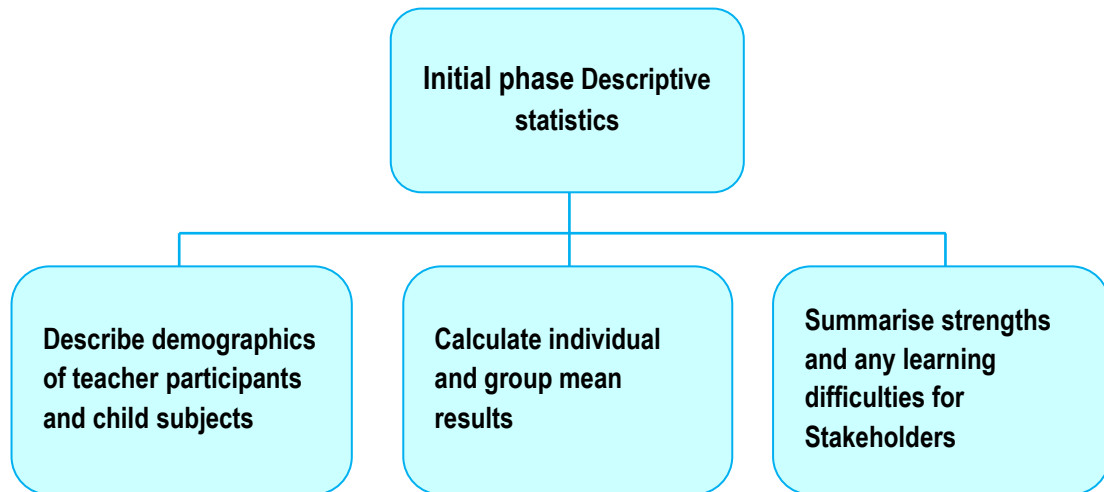 Initial phase Descriptive
statistics
Describe demographics
of teacher participants
and child subjects
Calculate individual
and group mean
results
Summarise strengths
and any learning
difficulties for
Stakeholders